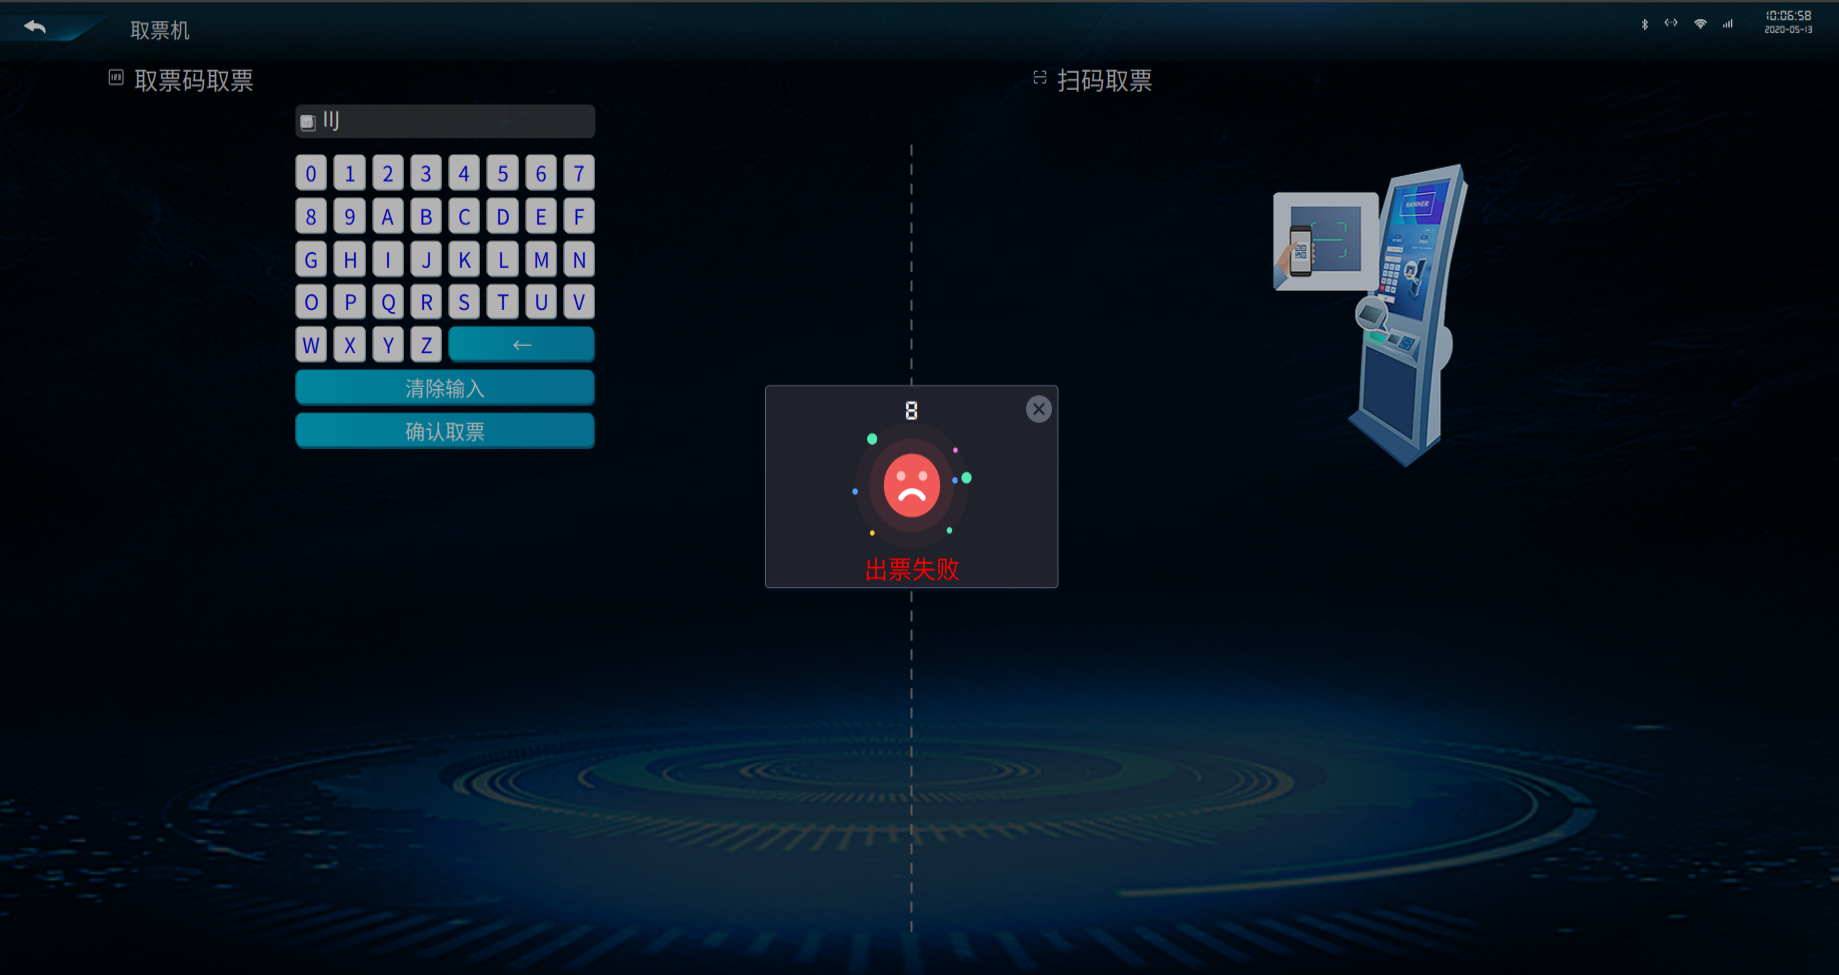 取票机
10:06:58
2020-05-13
取票码取票
扫码取票
IIJ
0 1 2 3 4 5 6 7
8 9 A B C D E F
G H I J K L M N
O P Q R S T U V
W X Y Z ←
清除输入
确认取票
BANNER
8
出票失败